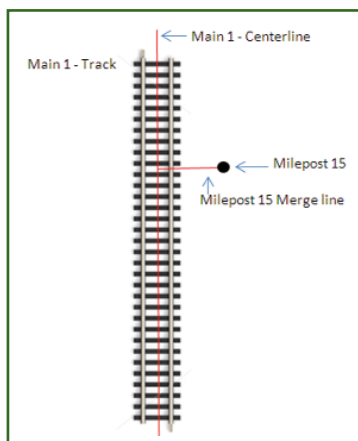 Main 1 - Centerline
Main 1 - Track
Milepost 15
Milepost 15 Merge line